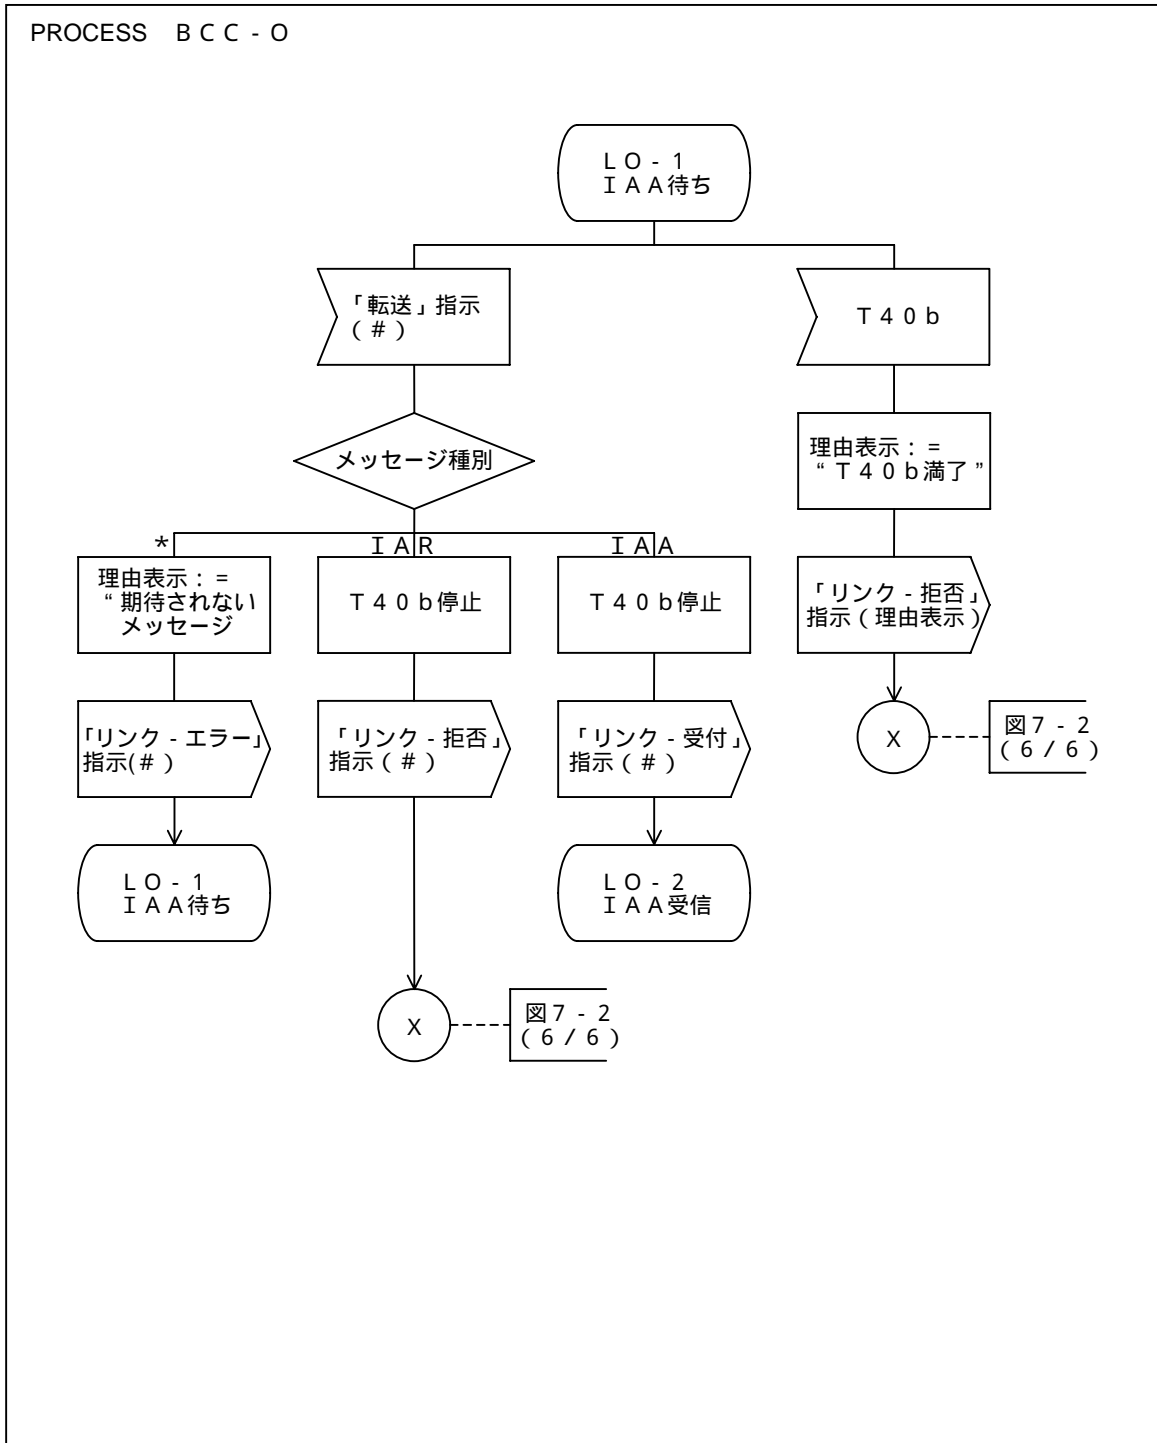 PROCESS ＢＣＣ‐Ｏ
ＬＯ‐１
ＩＡＡ待ち
「転送」指示
（＃）
Ｔ４０ｂ
メッセージ種別
理由表示：＝
“Ｔ４０ｂ満了”
*
ＩＡＲ
ＩＡＡ
理由表示：＝
“期待されない
メッセージ
Ｔ４０ｂ停止
Ｔ４０ｂ停止
「リンク‐拒否」
指示（理由表示）
「リンク‐エラー」
指示(＃)
「リンク‐拒否」
指示（＃）
「リンク‐受付」
指示（＃）
X
図７‐２
（６/６）
ＬＯ‐１
ＩＡＡ待ち
ＬＯ‐２
ＩＡＡ受信
X
図７‐２
（６/６）